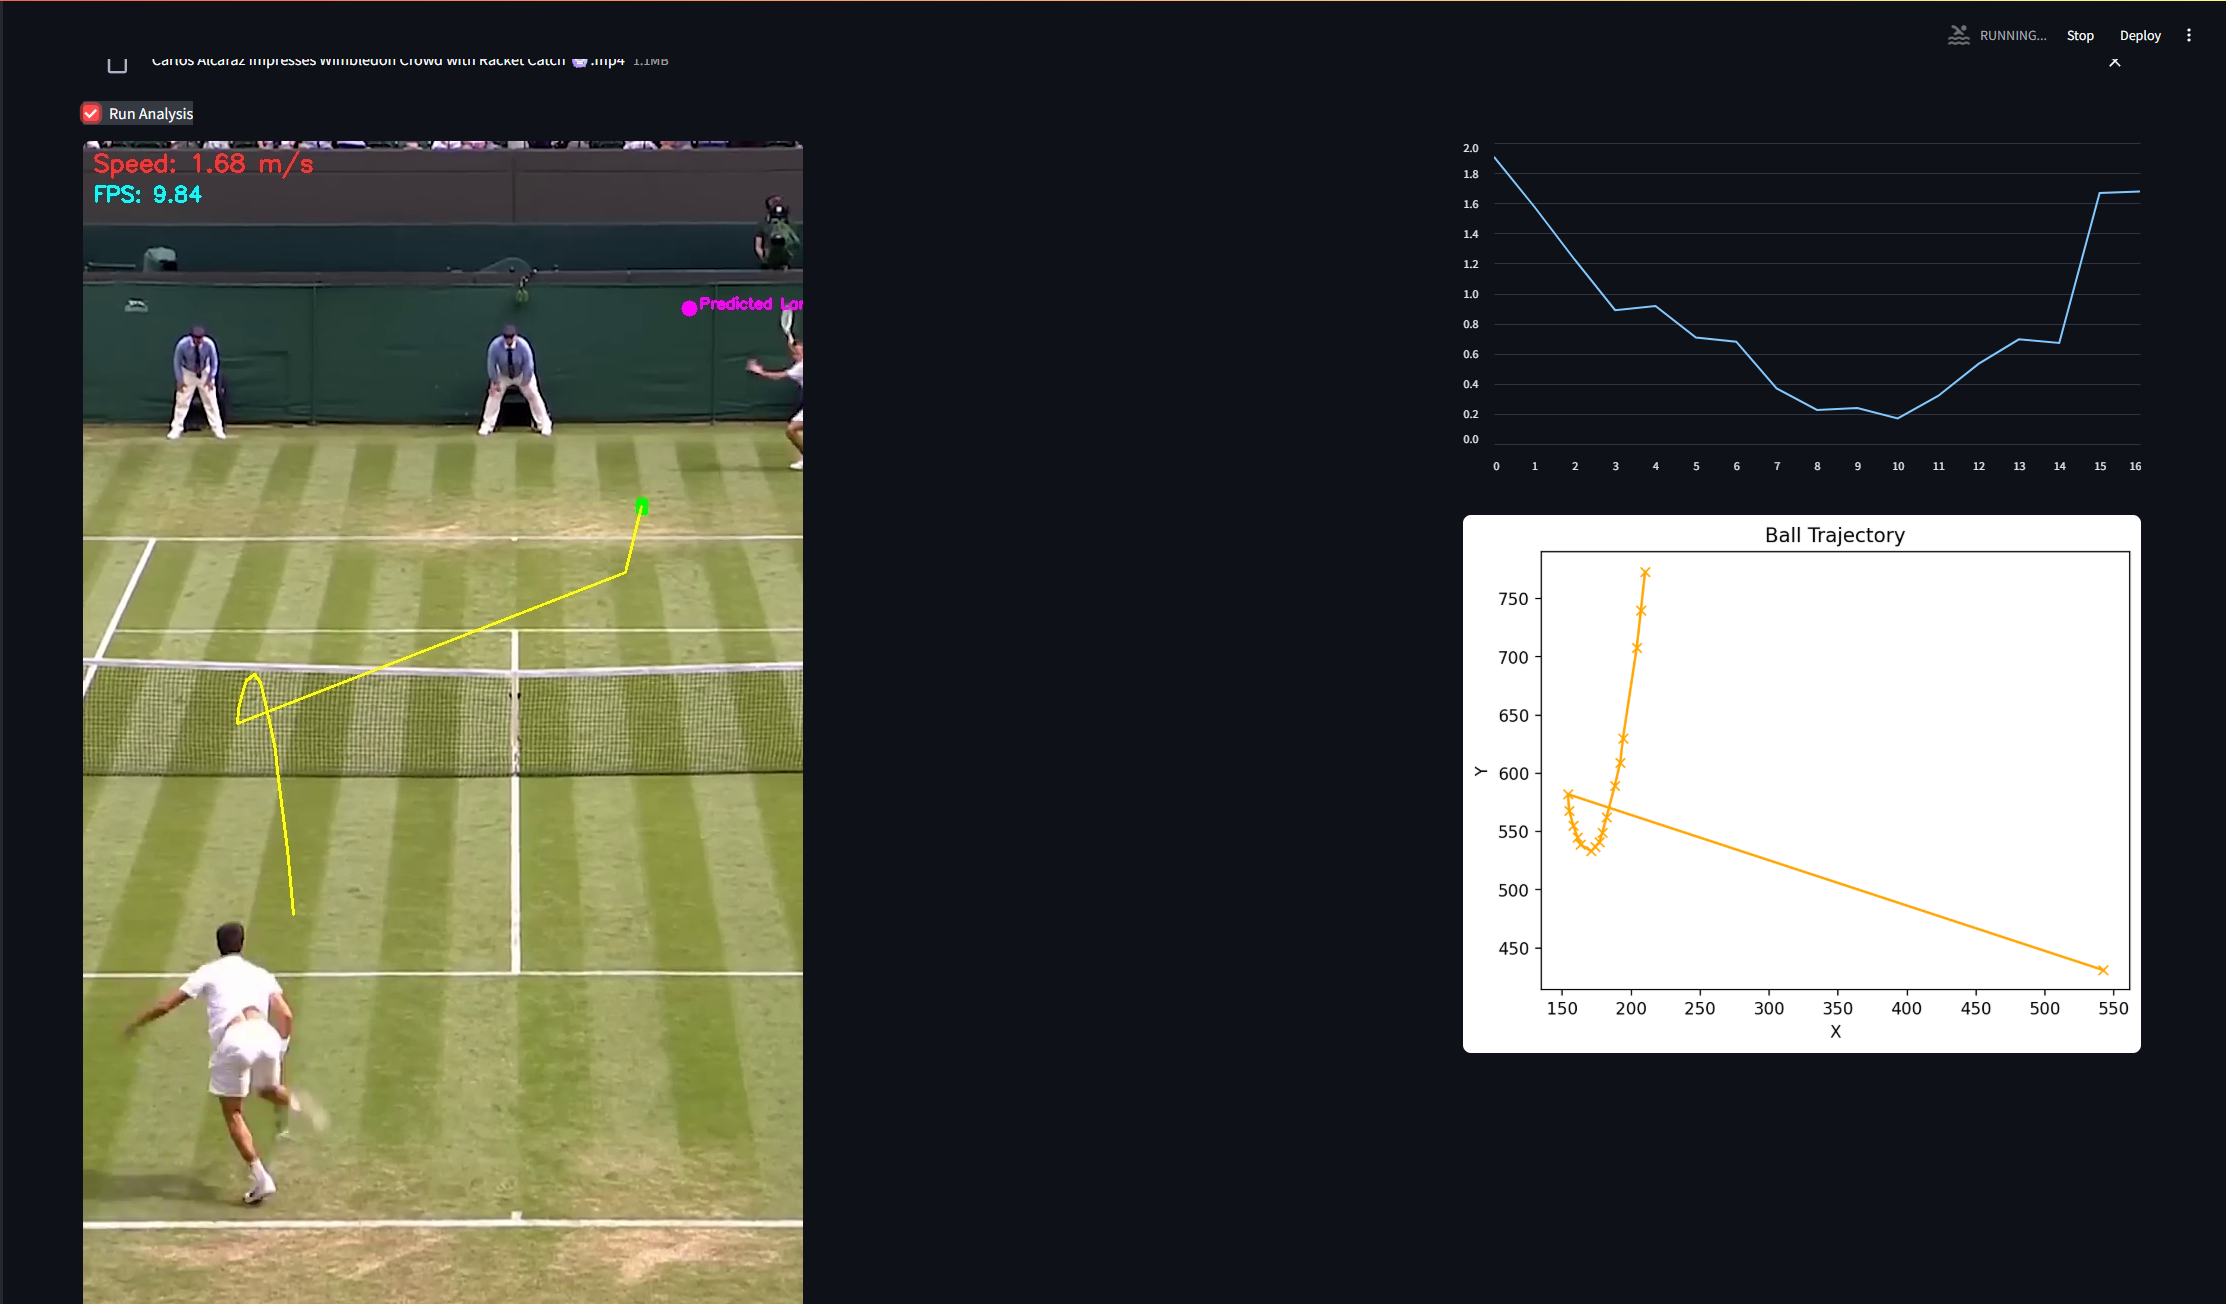 RUNNING...
Stop
Deploy
Carlos Alcaraz Impresses Wimbledon Crowd with Racket Catch .mp4 1.1MB
Run Analysis
Speed: 1.68 m/s
FPS: 9.84
Predicted Lan
2.0
1.8
1.6
1.4
1.2
1.0
0.8
0.6
0.4
0.2
0.0
0 1 2 3 4 5 6 7 8 9 10 11 12 13 14 15 16
Ball Trajectory
750
700
650
600
550
500
450
Y
150 200 250 300 350 400 450 500 550
X